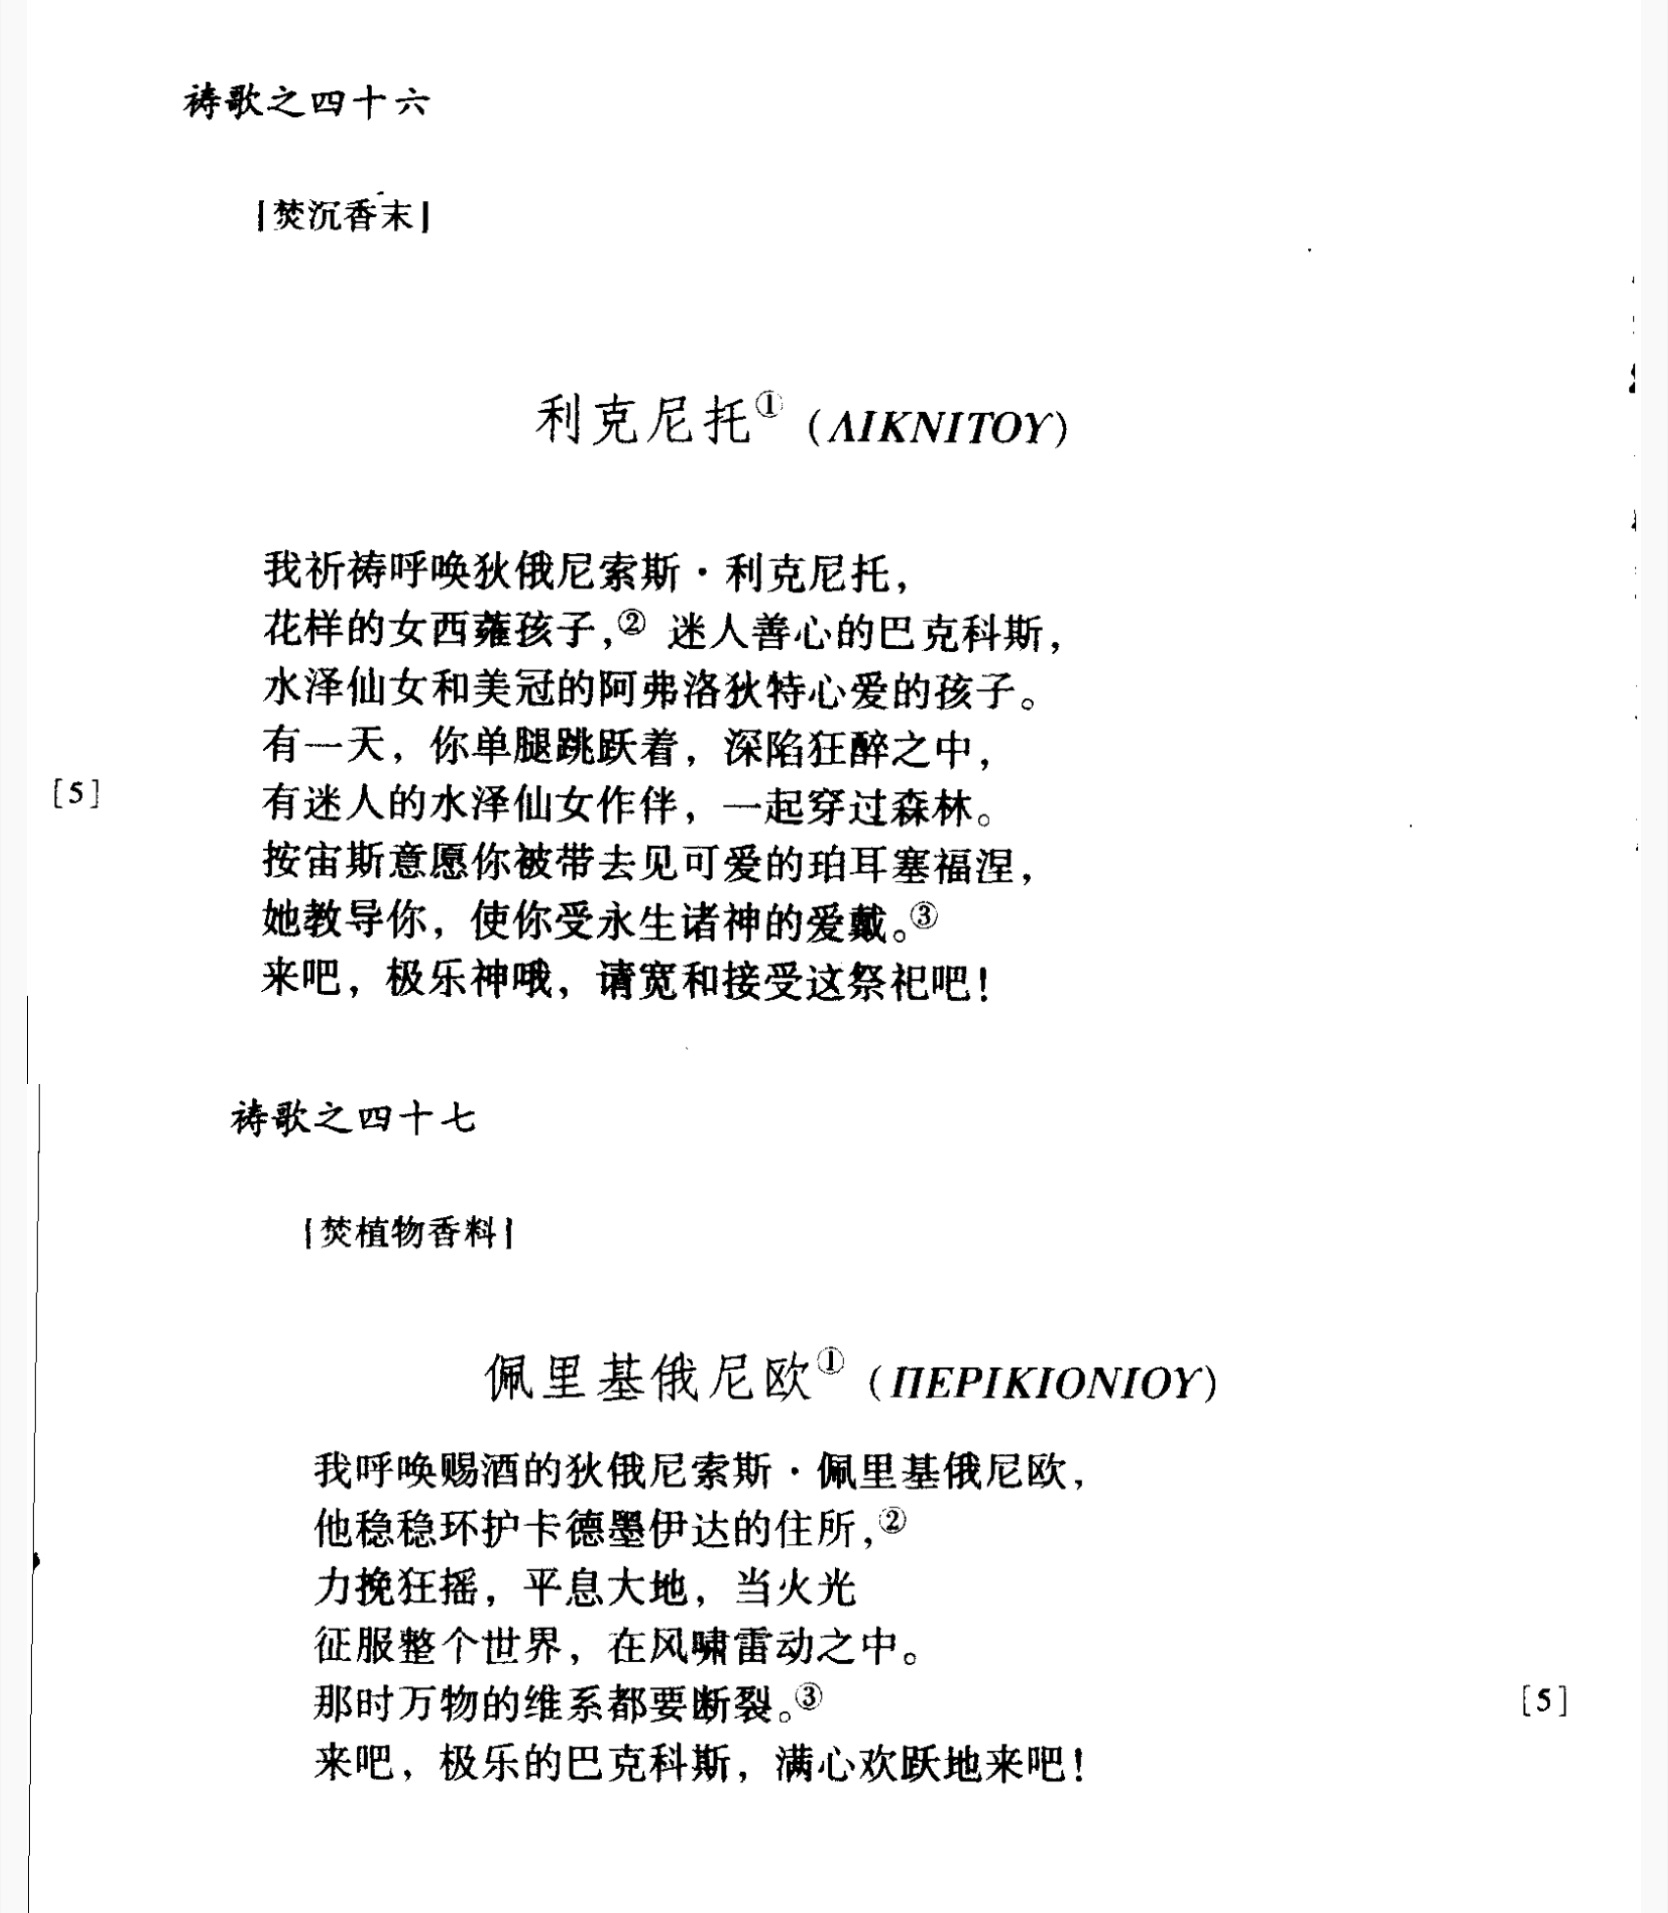 祷歌之四十六
[焚沉香末]
利克尼托① (ΛΙΚΝΙΤΟΥ)
我祈祷呼唤狄俄尼索斯·利克尼托，
花样的女西蕹孩子，② 迷人善心的巴克科斯，
水泽仙女和美冠的阿弗洛狄特心爱的孩子。
有一天，你单腿跳跃着，深陷狂醉之中，
[5] 有迷人的水泽仙女作伴，一起穿过森林。
按宙斯意愿你被带去见可爱的珀耳塞福涅，
她教导你，使你受永生诸神的爱戴。③
来吧，极乐神哦，请宽和接受这祭祀吧！
祷歌之四十七
[焚植物香料]
佩里基俄尼欧① (ΠΕΡΙΚΙΟΝΙΟΥ)
我呼唤赐酒的狄俄尼索斯·佩里基俄尼欧，
他稳稳环护卡德墨伊达的住所，②
力挽狂摇，平息大地，当火光
征服整个世界，在风啸雷动之中。
那时万物的维系都要断裂。③ [5]
来吧，极乐的巴克科斯，满心欢跃地来吧！